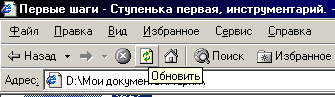 Первые шаги - Ступенька первая, инструментарий. -
Файл Правка Вид Избранное Сервис Справка
Назад Поиск Избранное
Адрес: D:\Мои докумен
Обновить